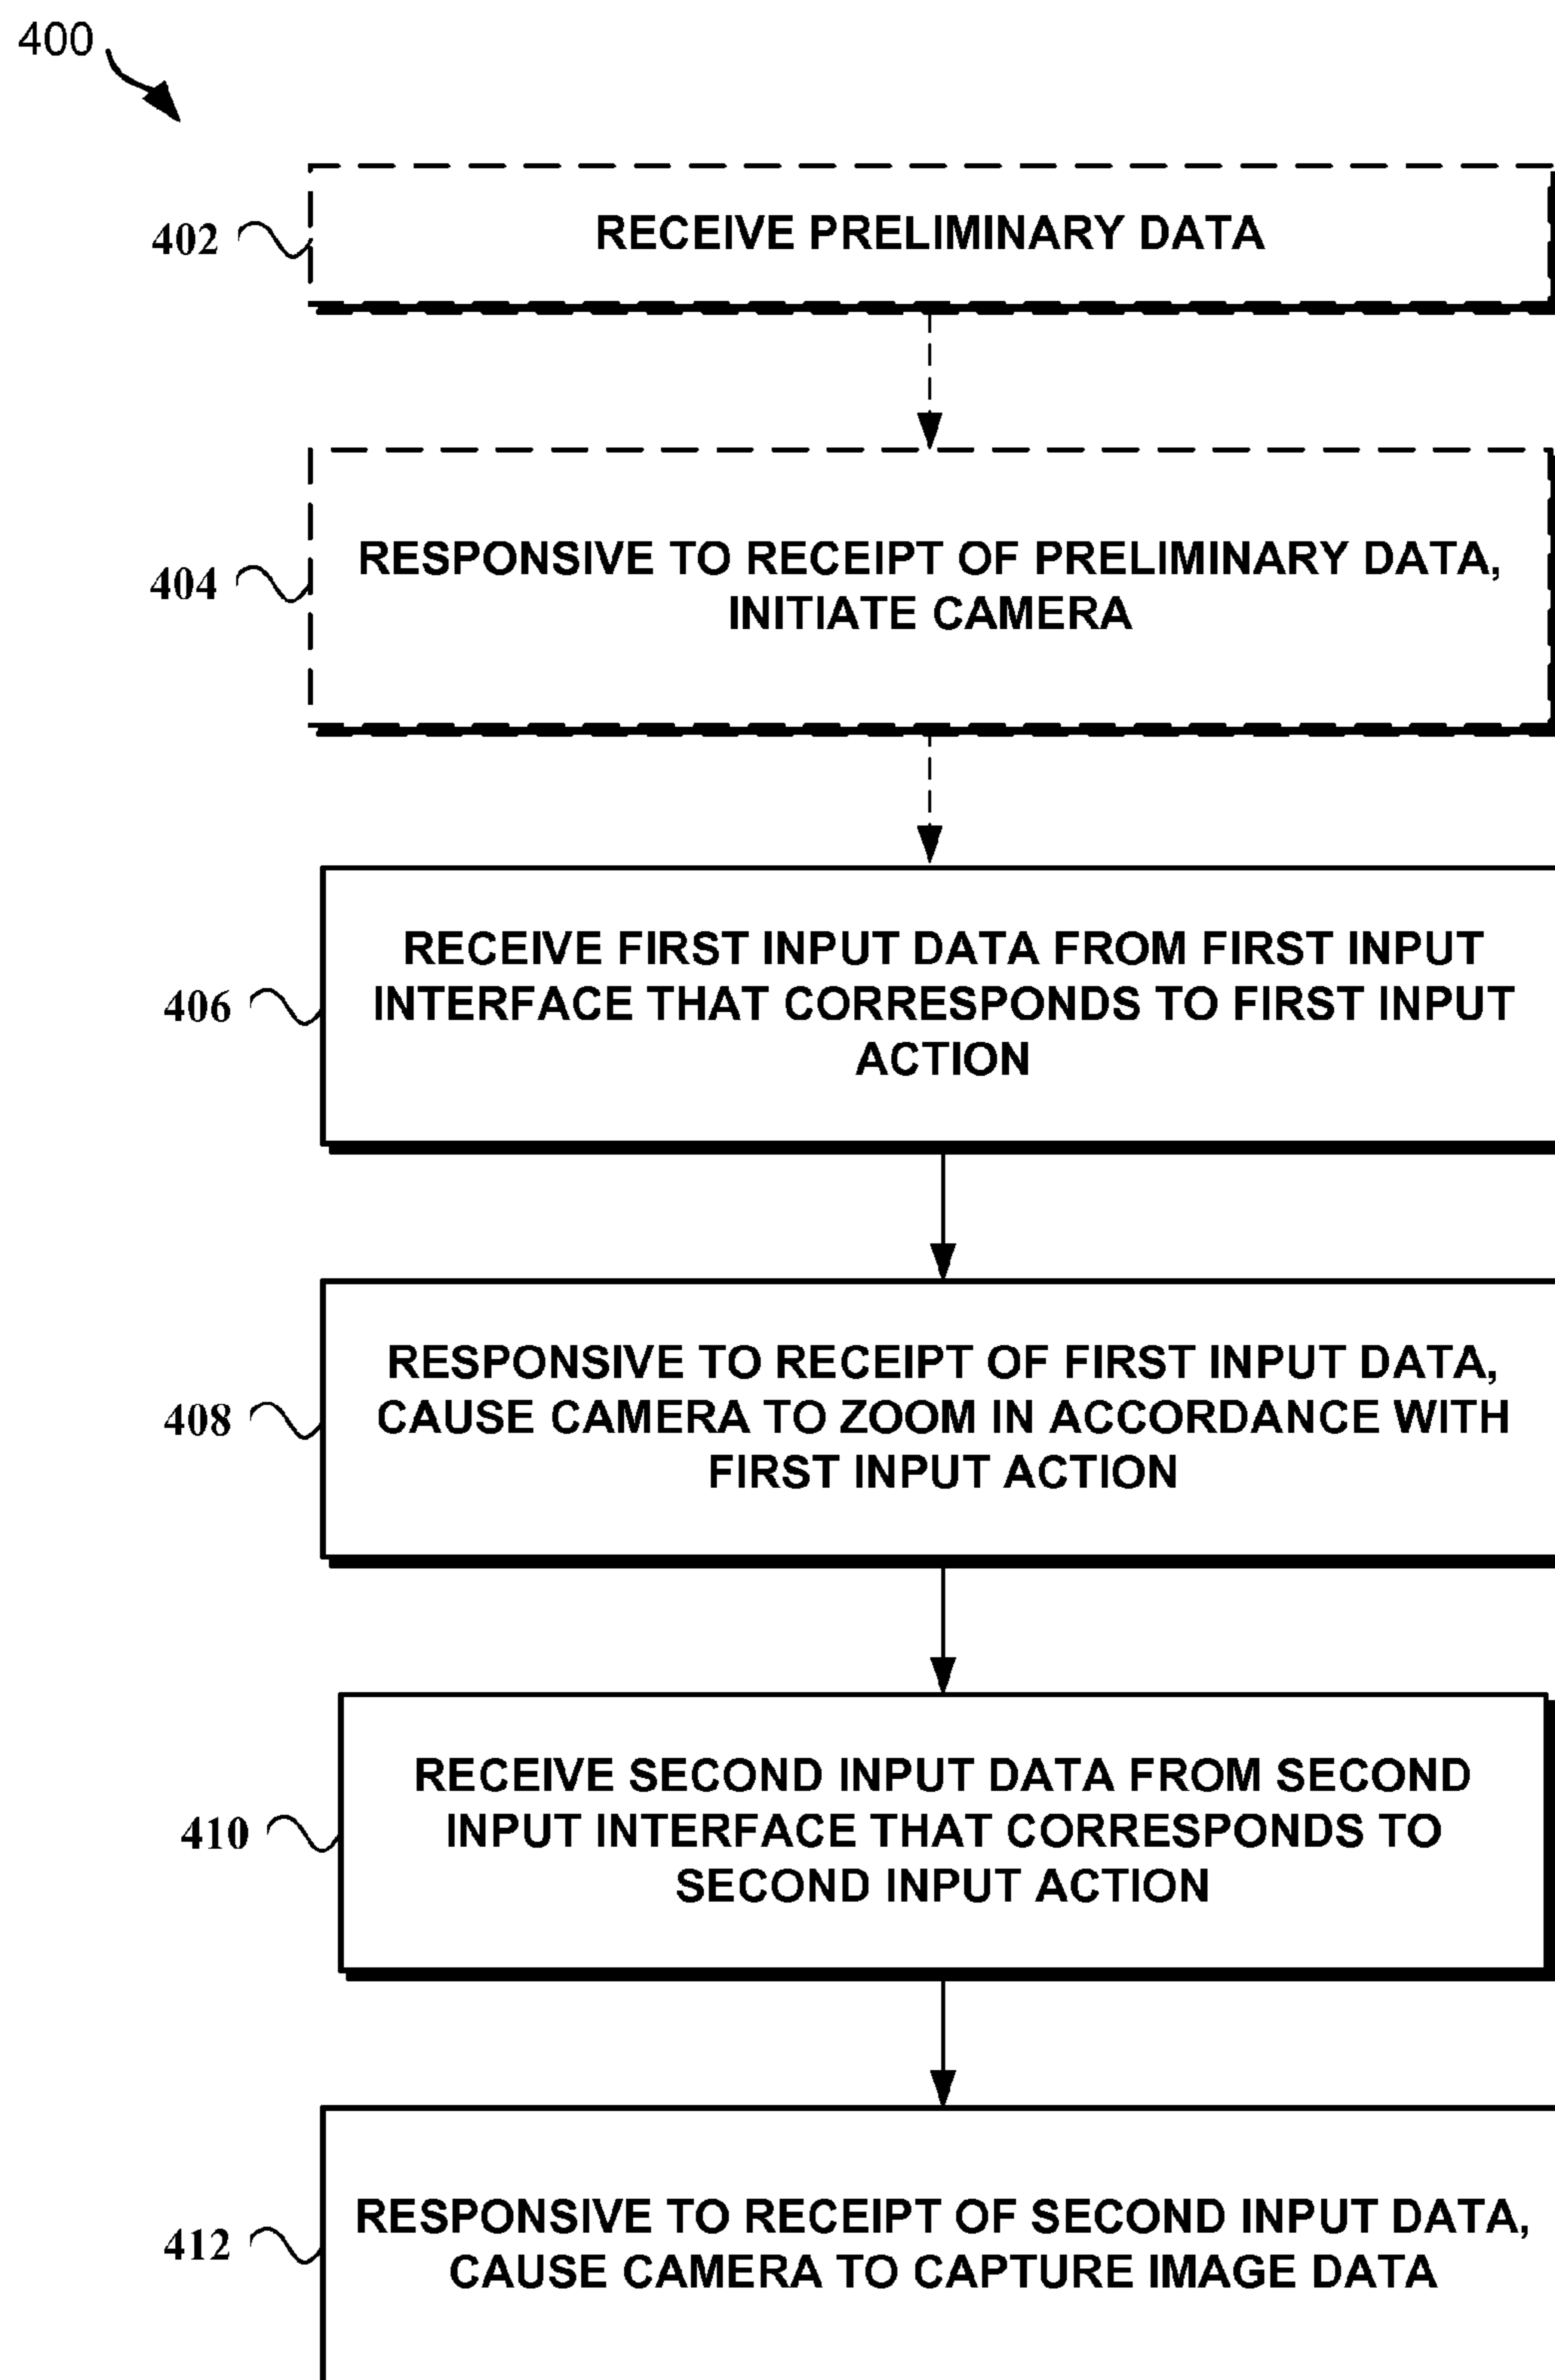 400
402
RECEIVE PRELIMINARY DATA
404
RESPONSIVE TO RECEIPT OF PRELIMINARY DATA,
INITIATE CAMERA
406
RECEIVE FIRST INPUT DATA FROM FIRST INPUT
INTERFACE THAT CORRESPONDS TO FIRST INPUT
ACTION
408
RESPONSIVE TO RECEIPT OF FIRST INPUT DATA,
CAUSE CAMERA TO ZOOM IN ACCORDANCE WITH
FIRST INPUT ACTION
410
RECEIVE SECOND INPUT DATA FROM SECOND
INPUT INTERFACE THAT CORRESPONDS TO
SECOND INPUT ACTION
412
RESPONSIVE TO RECEIPT OF SECOND INPUT DATA,
CAUSE CAMERA TO CAPTURE IMAGE DATA